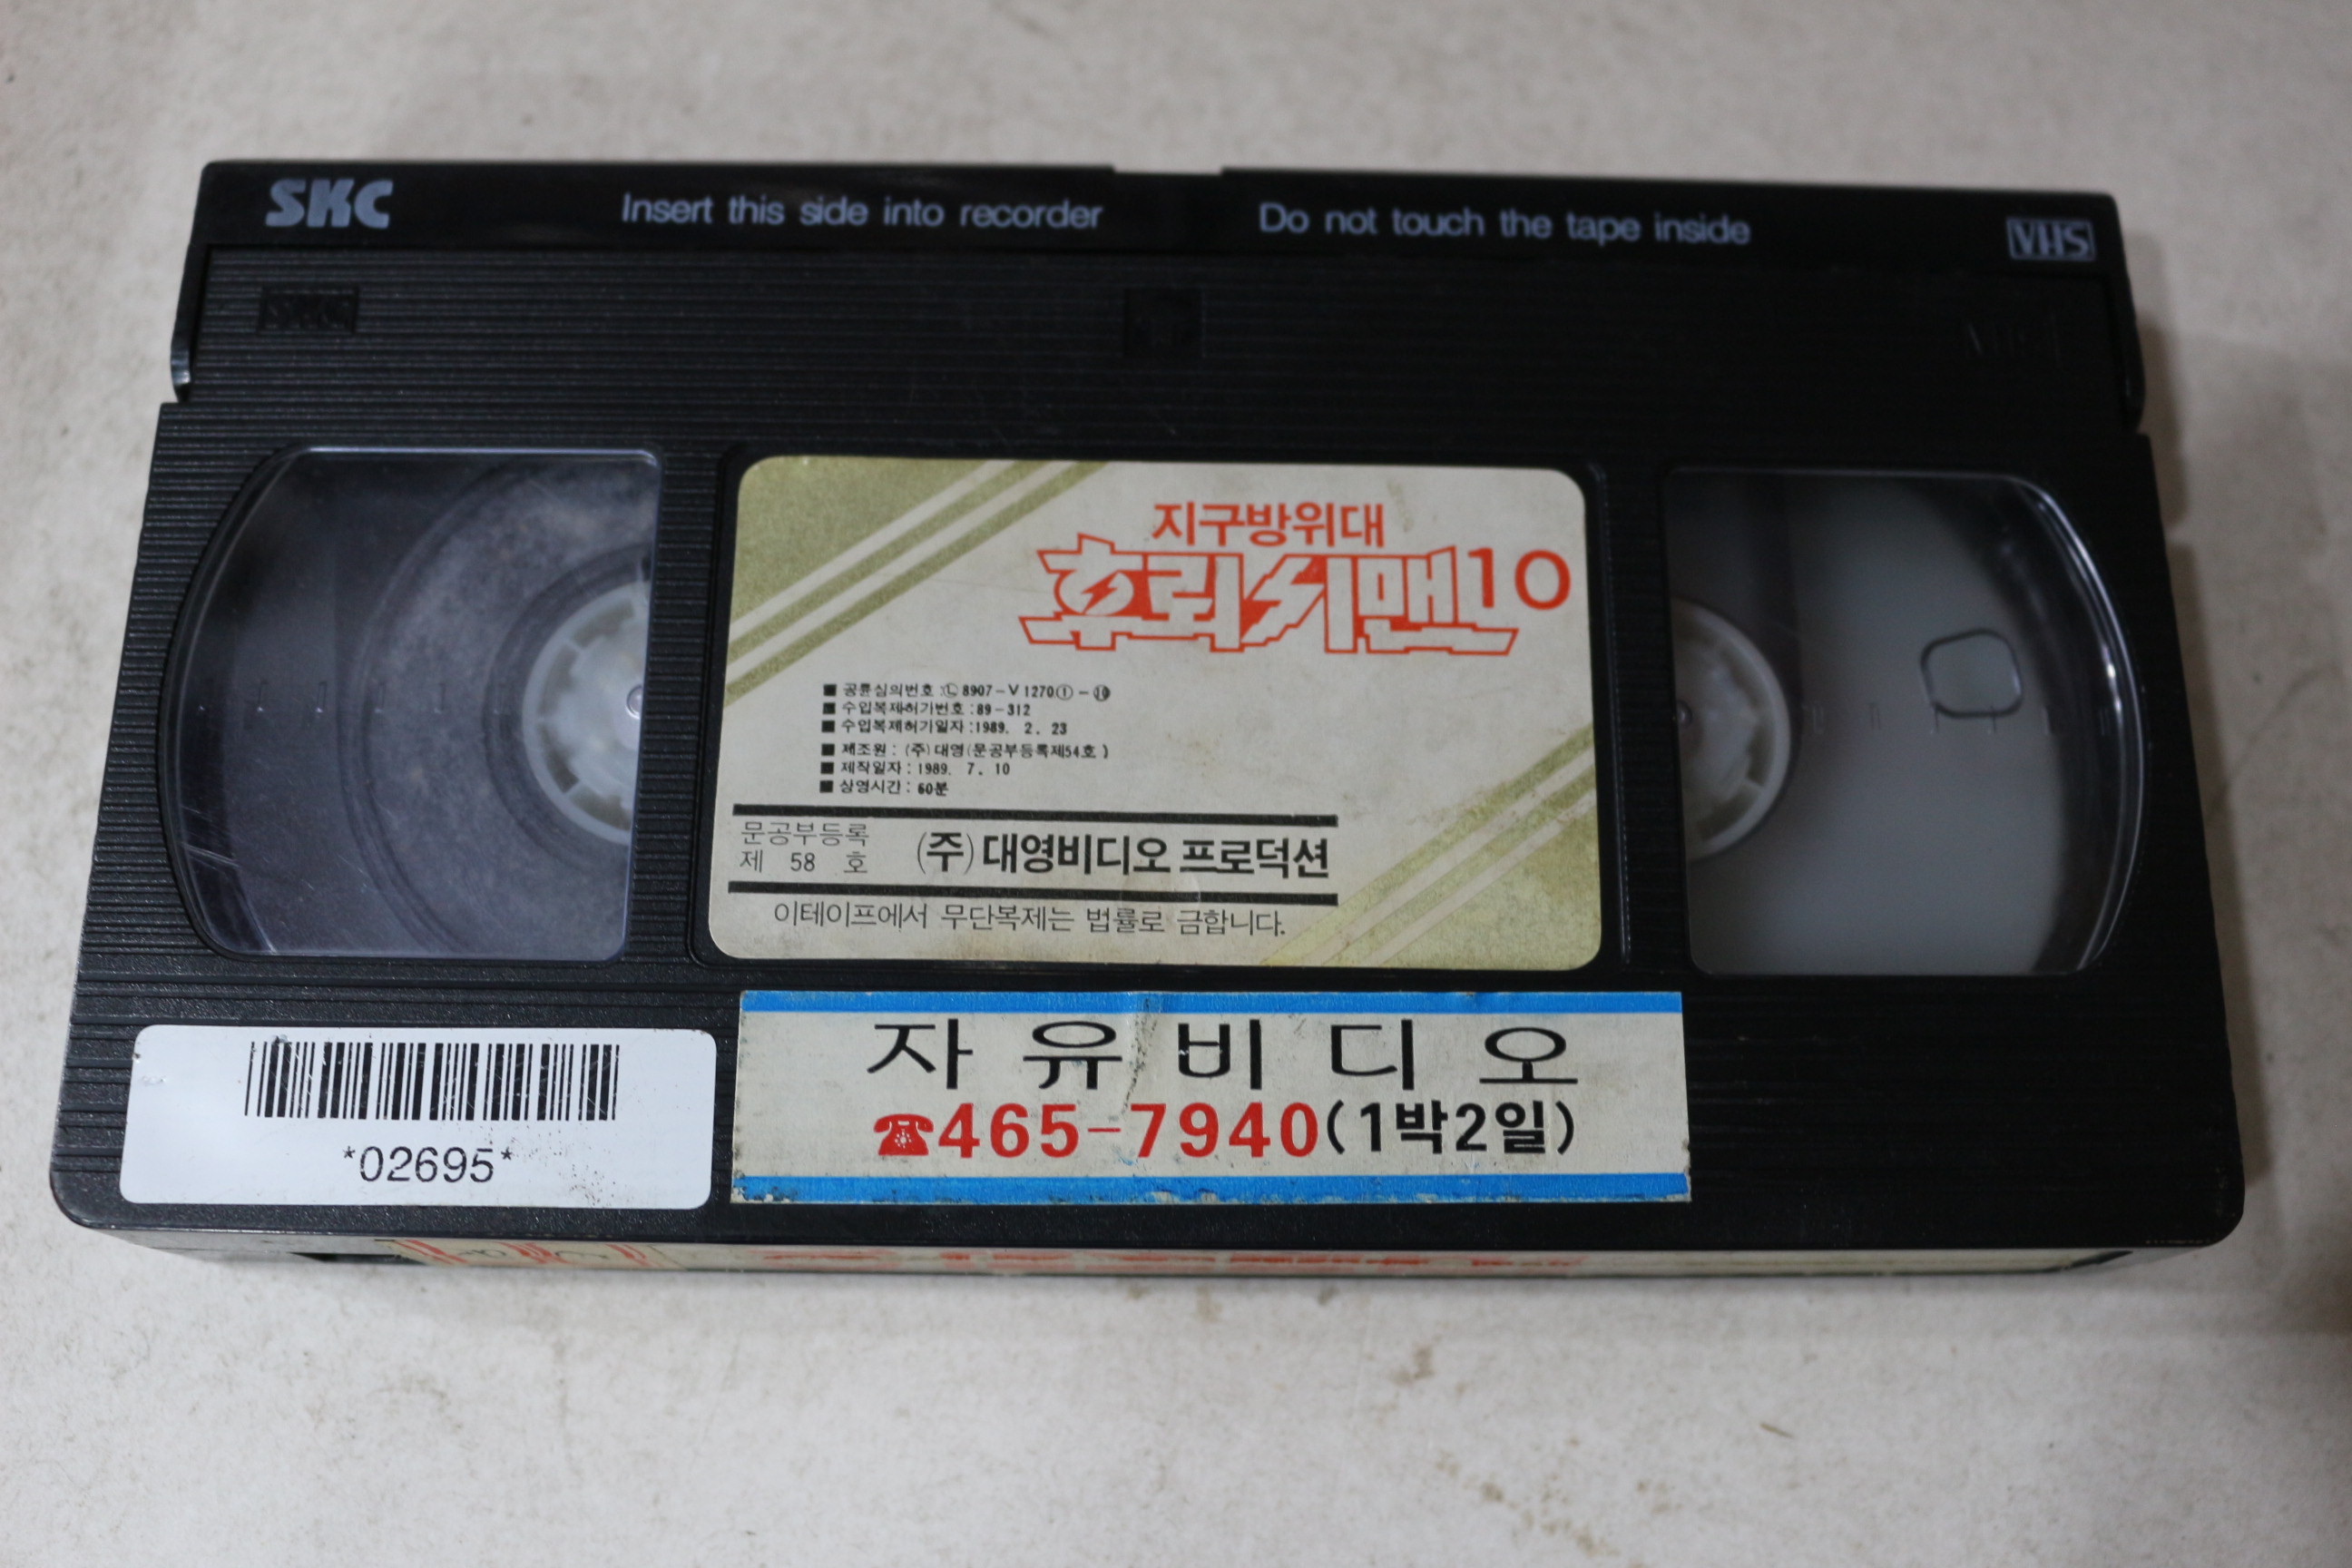 SKC Insert this side into recorder Do not touch the tape inside VHS
SKC
지구방위대
후뢰시맨10
■ 공륜심의번호:Ⓛ8907-V1270①-⑩
■ 수입복제허가번호:89-312
■ 수입복제허가일자:1989. 2. 23
■ 제조원: (주)대영(문공부등록제54호)
■ 제작일자:1989. 7. 10
■ 상영시간: 60분
문공부등록
제 58 호
(주)대영비디오 프로덕션
이테이프에서 무단복제는 법률로 금합니다.
자유비디오
☎465-7940(1박2일)
*02695*